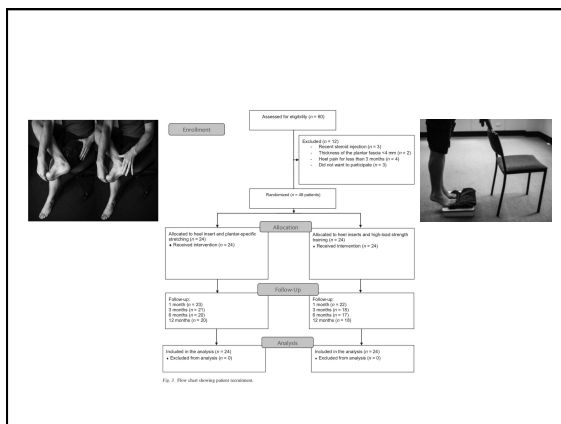 Assessed for eligibility (n = 60)
Enrollment
Excluded (n = 12)
- Recent steroid injection (n = 3)
- Thickness of the plantar fascia <4 mm (n = 2)
- Heel pain for less than 3 months (n = 4)
- Did not want to participate (n = 3)
Randomised (n = 48 patients)
Allocation
Allocated to heel insert and plantar-specific
stretching (n = 24)
♦ Received intervention (n = 24)
Allocated to heel inserts and high-load strength
training (n = 24)
♦ Received intervention (n = 24)
Follow-Up
Follow-up:
1 month (n = 23)
3 months (n = 21)
6 months (n = 20)
12 months (n = 20)
Follow-up:
1 month (n = 22)
3 months (n = 18)
6 months (n = 17)
12 months (n = 18)
Analysis
Included in the analysis (n = 24)
♦ Excluded from analysis (n = 0)
Included in the analysis (n = 24)
♦ Excluded from analysis (n = 0)
Fig. 3. Flow chart showing patient recruitment.